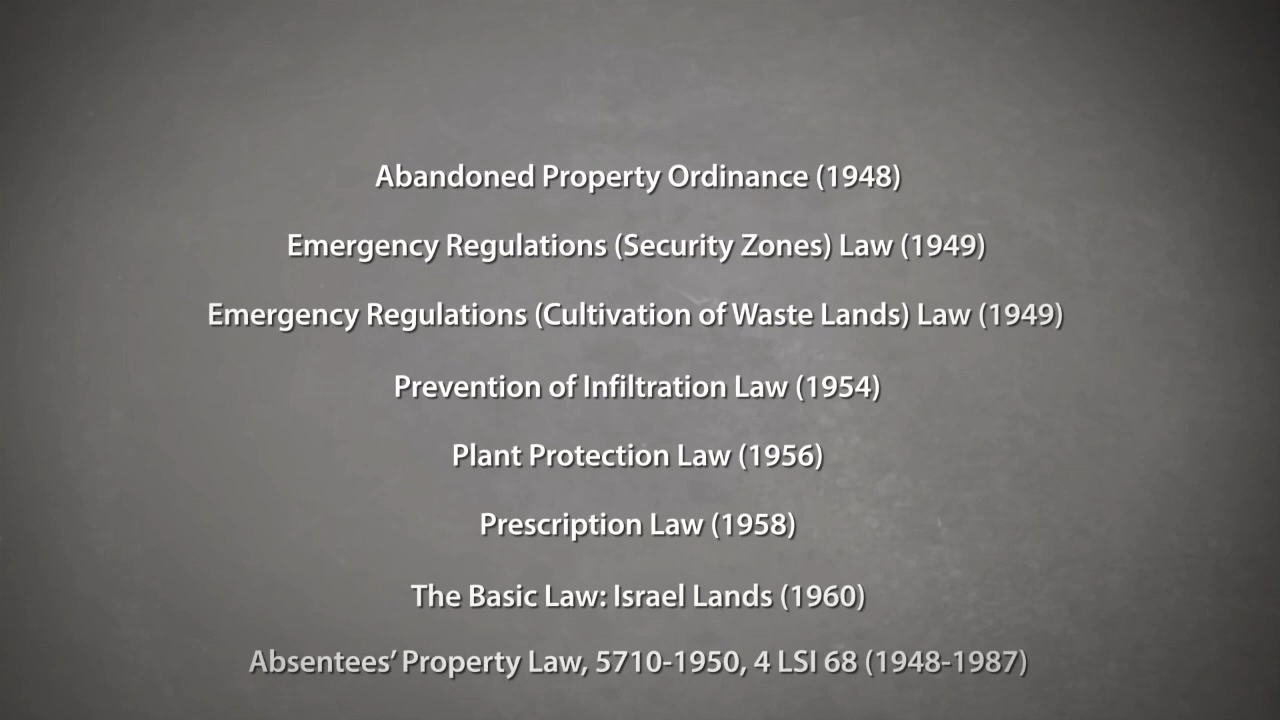 Abandoned Property Ordinance (1948)
Emergency Regulations (Security Zones) Law (1949)
Emergency Regulations (Cultivation of Waste Lands) Law (1949)
Prevention of Infiltration Law (1954)
Plant Protection Law (1956)
Prescription Law (1958)
The Basic Law: Israel Lands (1960)
Absentees’ Property Law, 5710-1950, 4 LSI 68 (1948-1987)